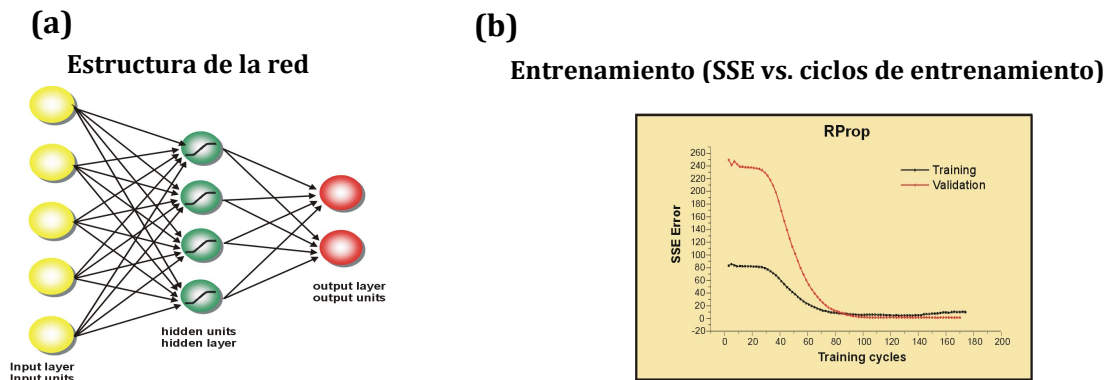 (a)
Estructura de la red
output layer
output units
hidden units
hidden layer
Input layer
Input units
(b)
Entrenamiento (SSE vs. ciclos de entrenamiento)
RProp
260
240
220
200
180
160
140
120
100
80
60
40
20
0
-20
SSE Error
Training
Validation
0 20 40 60 80 100 120 140 160 180 200
Training cycles